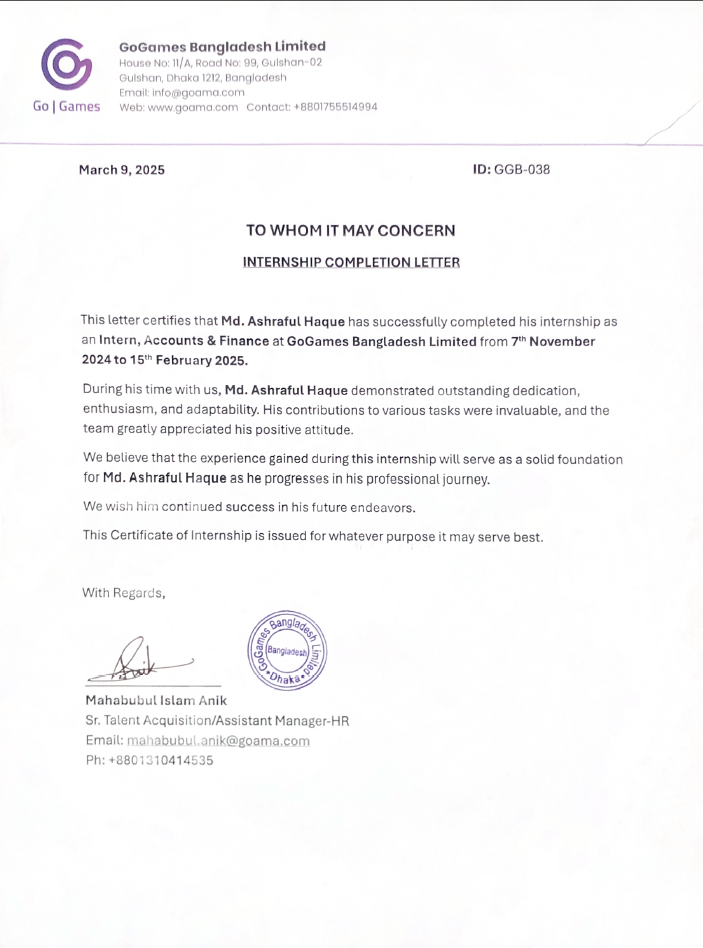 GoGames Bangladesh Limited
House No: 11/A, Road No: 99, Gulshan-02
Gulshan, Dhaka 1212, Bangladesh
Email: info@goama.com
Go | Games
Web: www.goama.com Contact: +8801755514994
March 9, 2025 ID: GGB-038
TO WHOM IT MAY CONCERN
INTERNSHIP COMPLETION LETTER
This letter certifies that Md. Ashraful Haque has successfully completed his internship as
an Intern, Accounts & Finance at GoGames Bangladesh Limited from 7th November
2024 to 15th February 2025.
During his time with us, Md. Ashraful Haque demonstrated outstanding dedication,
enthusiasm, and adaptability. His contributions to various tasks were invaluable, and the
team greatly appreciated his positive attitude.
We believe that the experience gained during this internship will serve as a solid foundation
for Md. Ashraful Haque as he progresses in his professional journey.
We wish him continued success in his future endeavors.
This Certificate of Internship is issued for whatever purpose it may serve best.
With Regards,
Anik
GoGames Bangladesh Limited
Bangladesh
Dhaka
Mahabubul Islam Anik
Sr. Talent Acquisition/Assistant Manager-HR
Email: mahabubul.anik@goama.com
Ph: +8801310414535